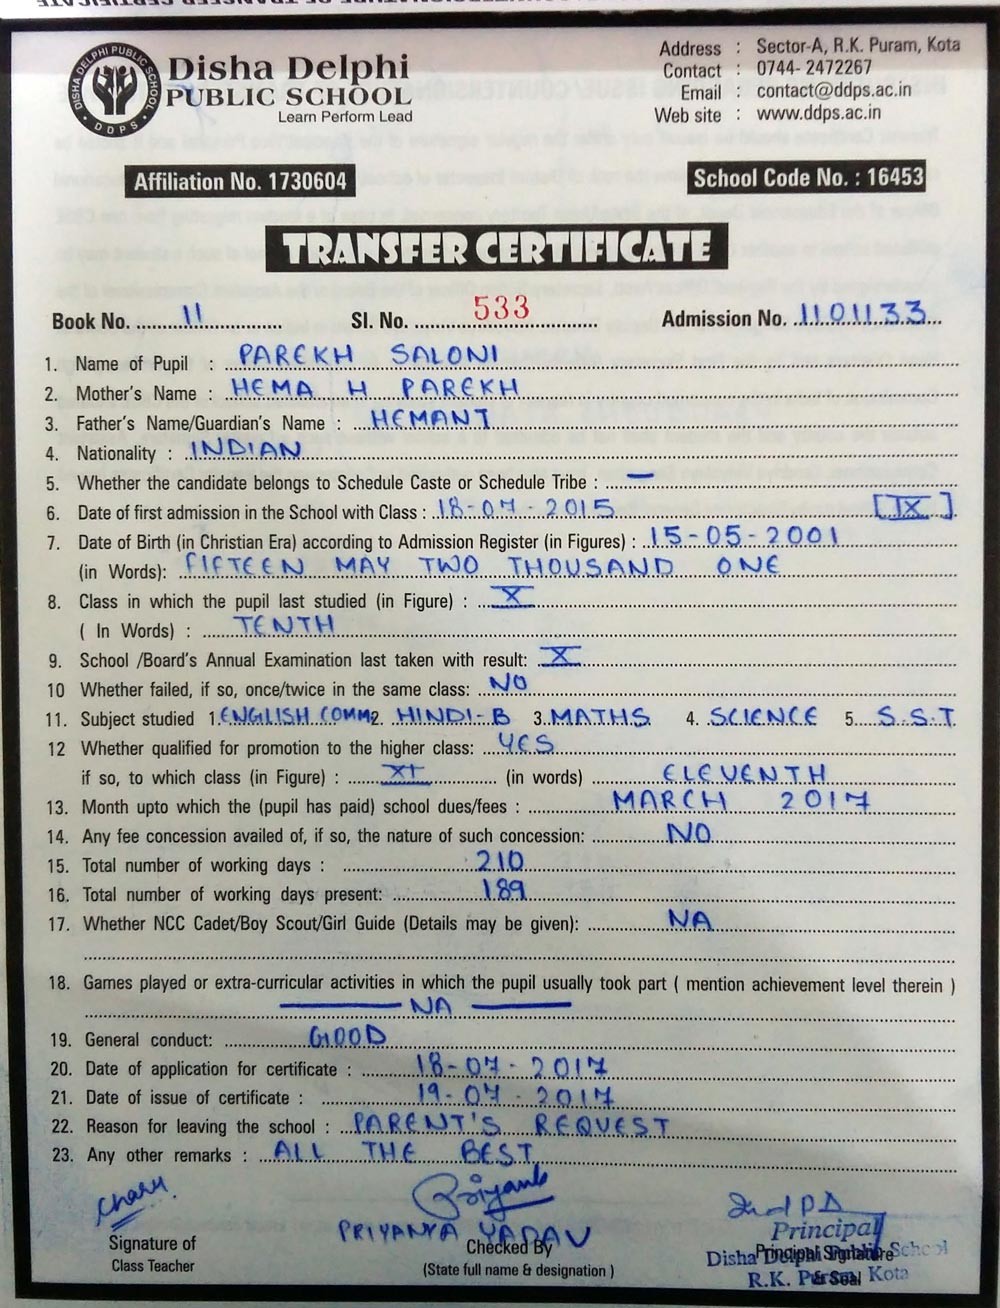 DISHA DELPHI PUBLIC SCHOOL
DDPS
Disha Delphi
PUBLIC SCHOOL
Learn Perform Lead
Address : Sector-A, R.K. Puram, Kota
Contact : 0744- 2472267
Email : contact@ddps.ac.in
Web site : www.ddps.ac.in
Affiliation No. 1730604
School Code No. : 16453
TRANSFER CERTIFICATE
Book No. 11 Sl. No. 533 Admission No. 1101133
1. Name of Pupil : PAREKH SALONI
2. Mother's Name : HEMA H PAREKH
3. Father's Name/Guardian's Name : HEMANT
4. Nationality : INDIAN
5. Whether the candidate belongs to Schedule Caste or Schedule Tribe : —
6. Date of first admission in the School with Class : 18-07-2015 [IX]
7. Date of Birth (in Christian Era) according to Admission Register (in Figures) : 15-05-2001
(in Words): FIFTEEN MAY TWO THOUSAND ONE
8. Class in which the pupil last studied (in Figure) : X
( In Words) : TENTH
9. School /Board's Annual Examination last taken with result: X
10 Whether failed, if so, once/twice in the same class: NO
11. Subject studied 1. ENGLISH COMM 2. HINDI-B 3. MATHS 4. SCIENCE 5. S.S.T
12 Whether qualified for promotion to the higher class: YES
if so, to which class (in Figure) : XI (in words) ELEVENTH
13. Month upto which the (pupil has paid) school dues/fees : MARCH 2017
14. Any fee concession availed of, if so, the nature of such concession: NO
15. Total number of working days : 210
16. Total number of working days present: 189
17. Whether NCC Cadet/Boy Scout/Girl Guide (Details may be given): NA
18. Games played or extra-curricular activities in which the pupil usually took part ( mention achievement level therein )
— NA —
19. General conduct: GOOD
20. Date of application for certificate : 18-07-2017
21. Date of issue of certificate : 19-07-2017
22. Reason for leaving the school : PARENT'S REQUEST
23. Any other remarks : ALL THE BEST
Priyanka
PRIYANKA YADAV
Principal
Signature of
Class Teacher
Checked By
(State full name & designation )
Principal Signature
& Seal
Disha Delphi Public School
R.K. Puram, Kota